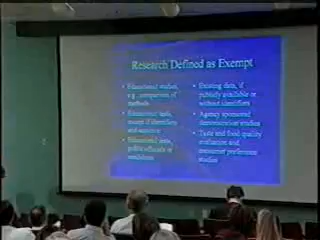 Research Defined as Exempt
Educational studies,
e.g., comparison of
methods
Educational tests,
except if identifiers
and sensitive
Educational tests,
public officials or
candidates
Existing data, if
publicly available or
without identifiers
Agency sponsored
demonstration studies
Taste and food quality
evaluation and
consumer preference
studies